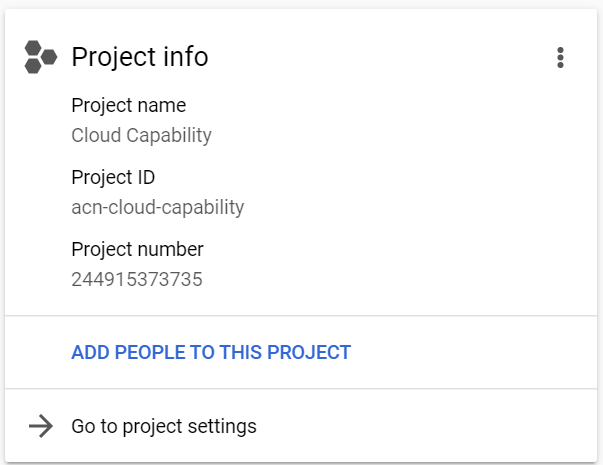 Project info
Project name
Cloud Capability
Project ID
acn-cloud-capability
Project number
244915373735
ADD PEOPLE TO THIS PROJECT
Go to project settings